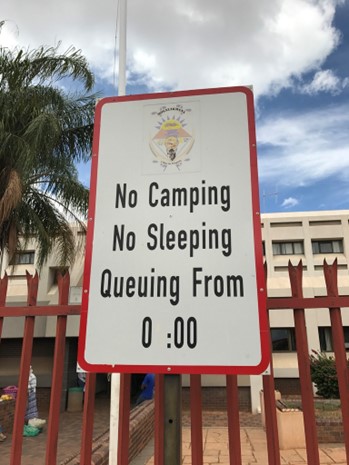 No Camping
No Sleeping
Queuing From
0 :00